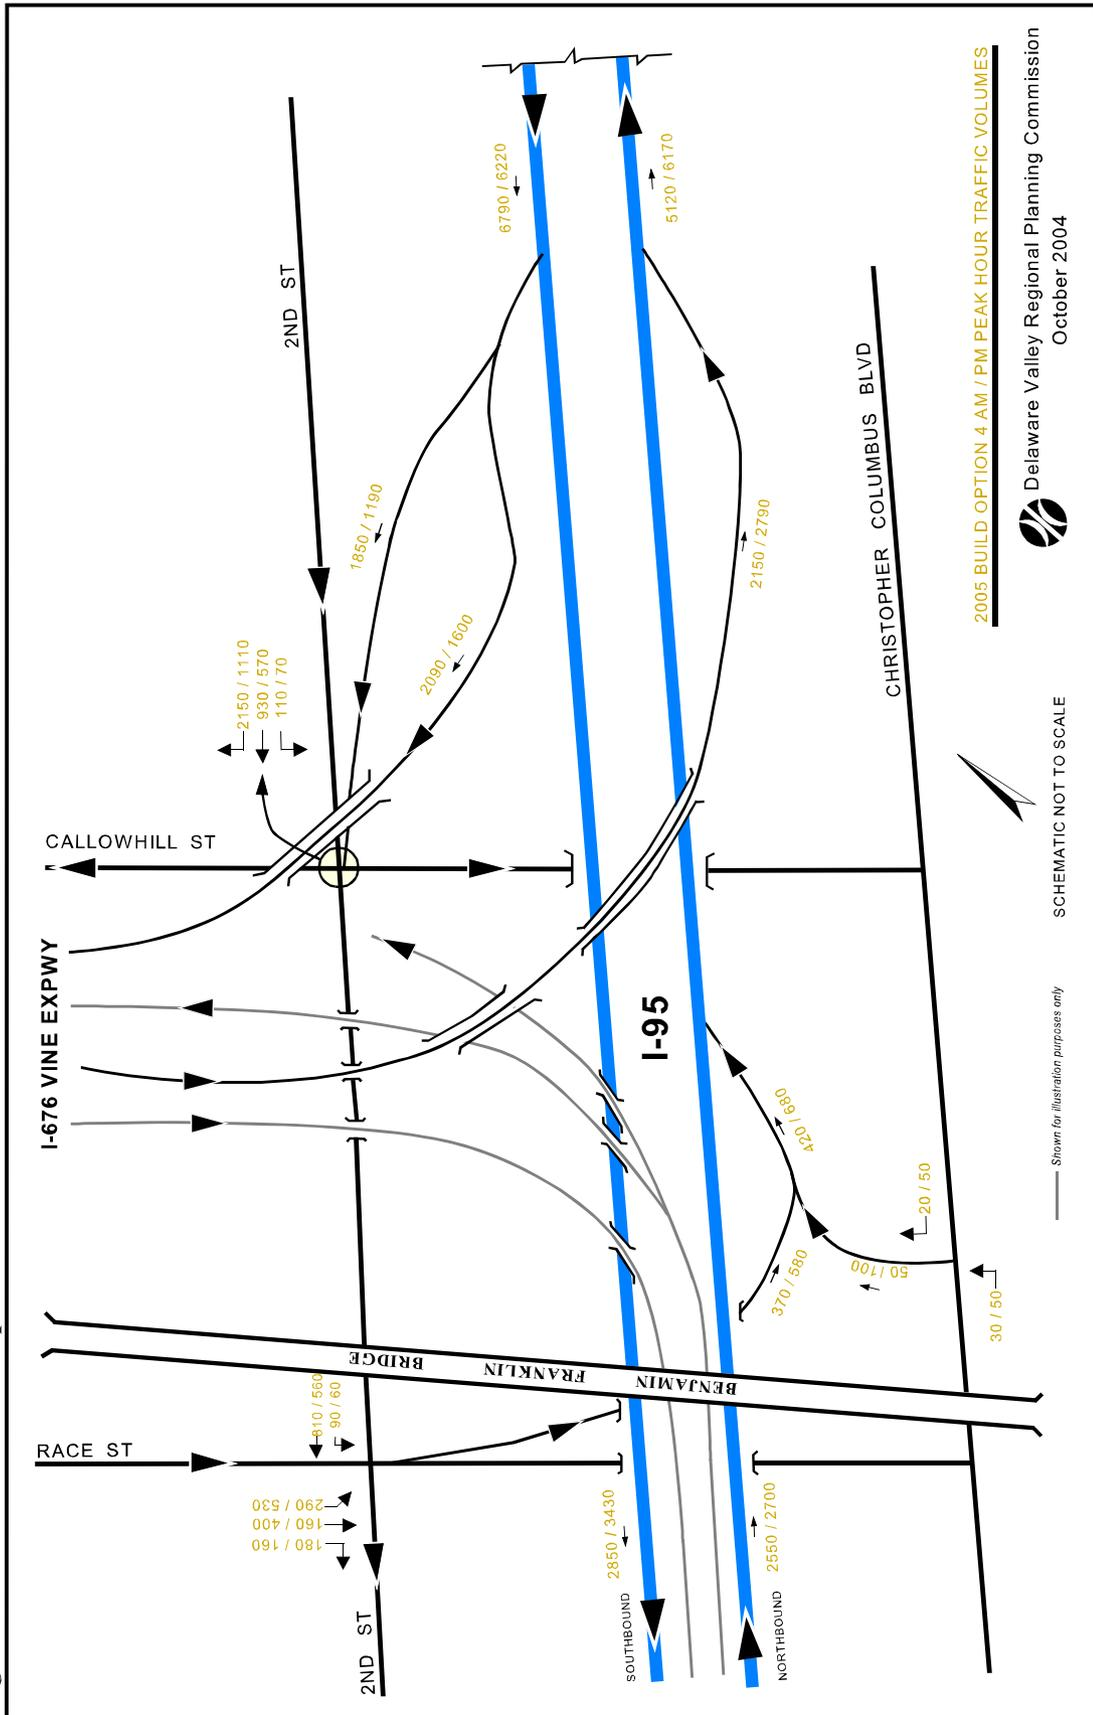 2ND ST
6790 / 6220
5120 / 6170
1850 / 1190
2090 / 1600
2150 / 2790
2150 / 1110
930 / 570
110 / 70
CALLOWHILL ST
I-676 VINE EXPWY
I-95
CHRISTOPHER COLUMBUS BLVD
420 / 680
370 / 580
50 / 100
20 / 50
30 / 50
BENJAMIN FRANKLIN BRIDGE
810 / 560
90 / 60
RACE ST
290 / 530
160 / 400
180 / 160
2ND ST
2850 / 3430
SOUTHBOUND
2550 / 2700
NORTHBOUND
2005 BUILD OPTION 4 AM / PM PEAK HOUR TRAFFIC VOLUMES
Delaware Valley Regional Planning Commission
October 2004
SCHEMATIC NOT TO SCALE
Shown for illustration purposes only